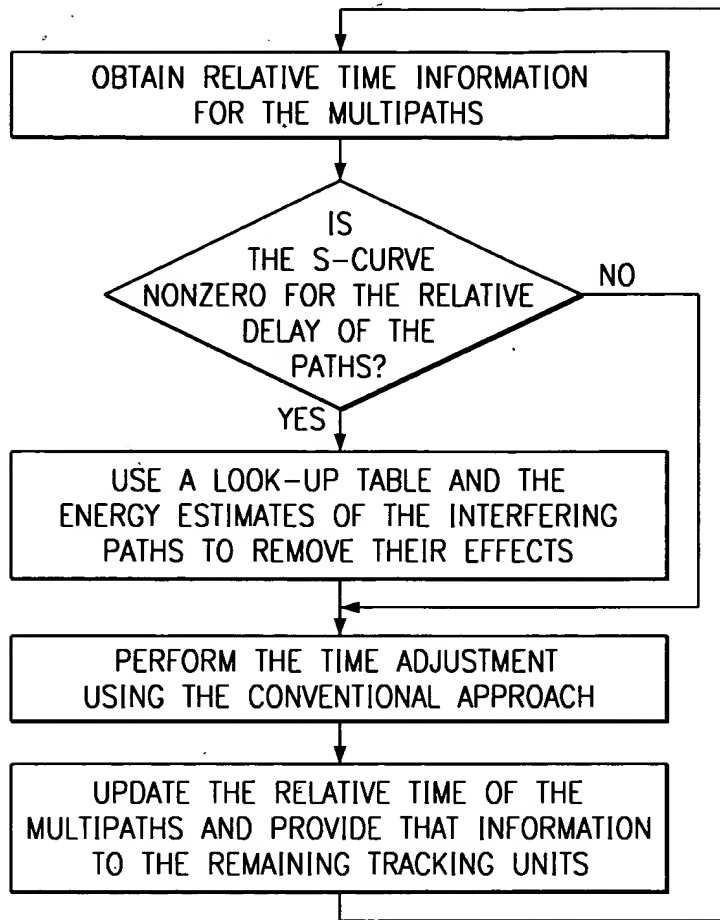 OBTAIN RELATIVE TIME INFORMATION
FOR THE MULTIPATHS
IS
THE S-CURVE
NONZERO FOR THE RELATIVE
DELAY OF THE
PATHS?
NO
YES
USE A LOOK-UP TABLE AND THE
ENERGY ESTIMATES OF THE INTERFERING
PATHS TO REMOVE THEIR EFFECTS
PERFORM THE TIME ADJUSTMENT
USING THE CONVENTIONAL APPROACH
UPDATE THE RELATIVE TIME OF THE
MULTIPATHS AND PROVIDE THAT INFORMATION
TO THE REMAINING TRACKING UNITS